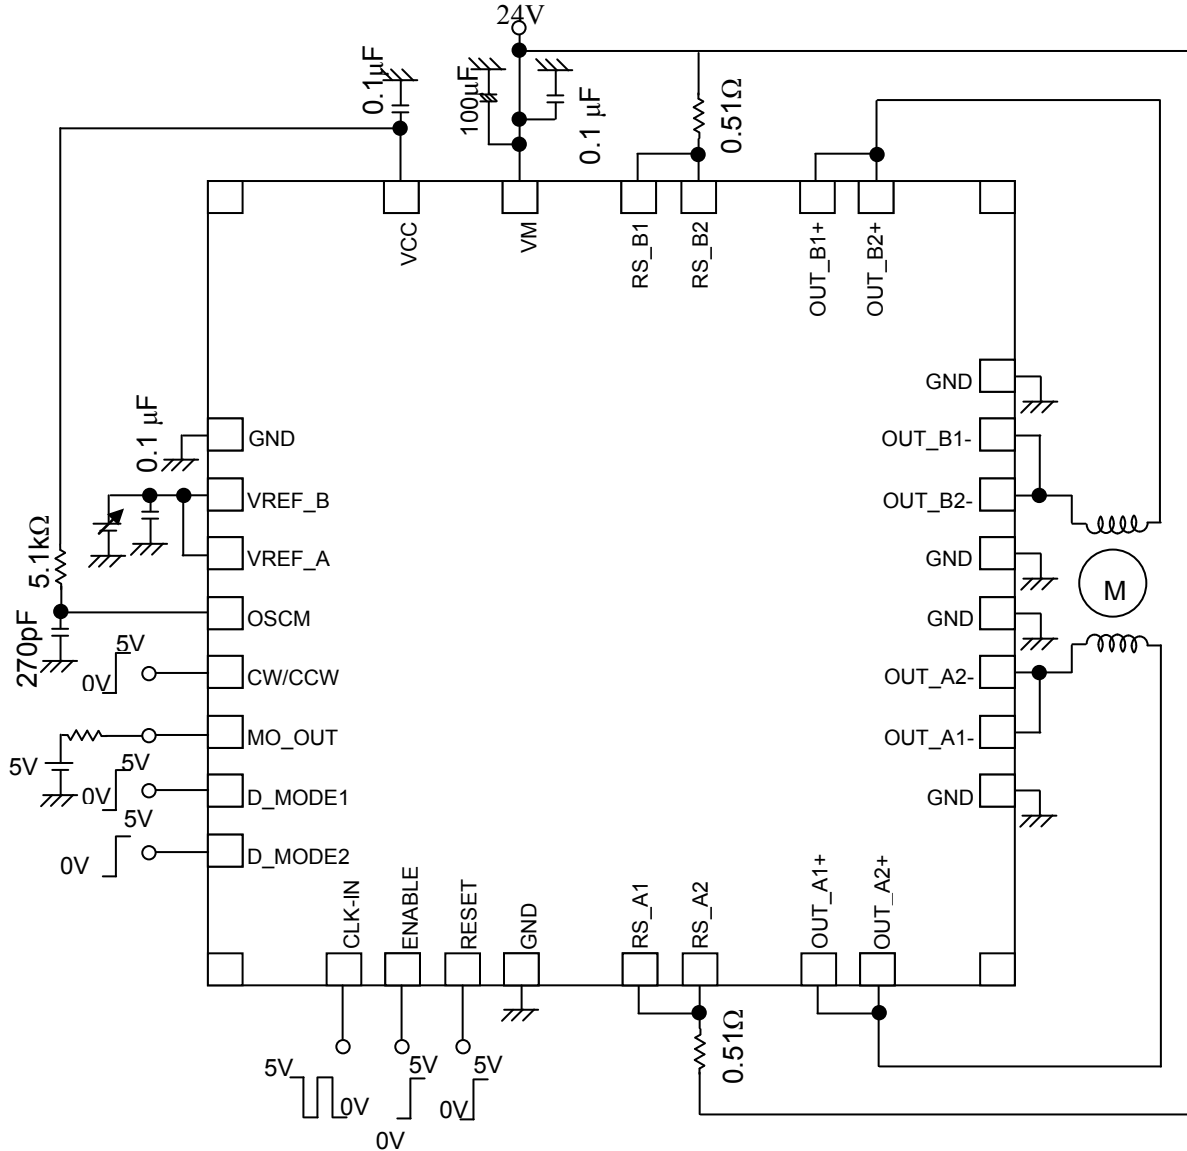 24V
0.1μF
100μF
0.1 μF
0.51Ω
VCC
VM
RS_B1
RS_B2
OUT_B1+
OUT_B2+
GND
OUT_B1-
OUT_B2-
GND
GND
OUT_A2-
OUT_A1-
GND
M
0.1 μF
GND
VREF_B
VREF_A
5.1kΩ
OSCM
270pF
5V
0V
CW/CCW
MO_OUT
5V
5V
0V
D_MODE1
5V
0V
D_MODE2
CLK-IN
ENABLE
RESET
GND
RS_A1
RS_A2
OUT_A1+
OUT_A2+
0.51Ω
5V
0V
5V
0V
5V
0V